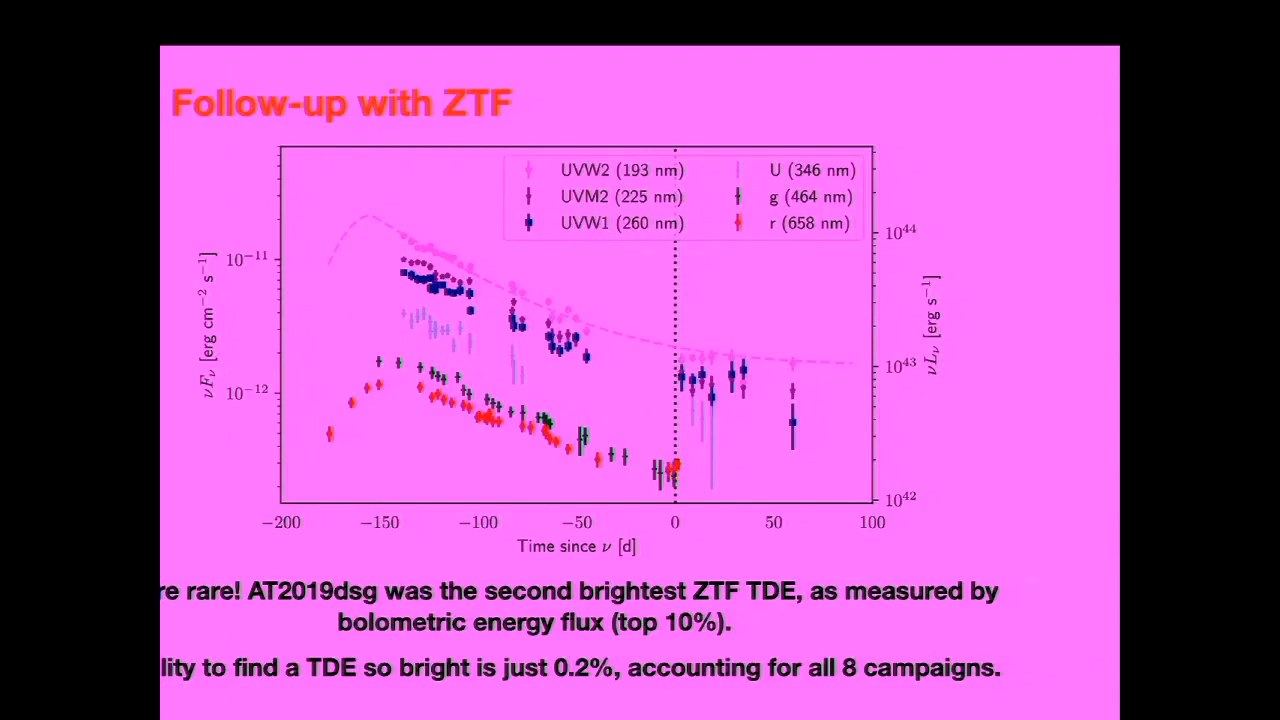 Follow-up with ZTF
UVW2 (193 nm)
UVM2 (225 nm)
UVW1 (260 nm)
U (346 nm)
g (464 nm)
r (658 nm)
νFν [erg cm−2 s−1]
10−11
10−12
νLν [erg s−1]
1044
1043
1042
−200 −150 −100 −50 0 50 100
Time since ν [d]
re rare! AT2019dsg was the second brightest ZTF TDE, as measured by
bolometric energy flux (top 10%).
lity to find a TDE so bright is just 0.2%, accounting for all 8 campaigns.